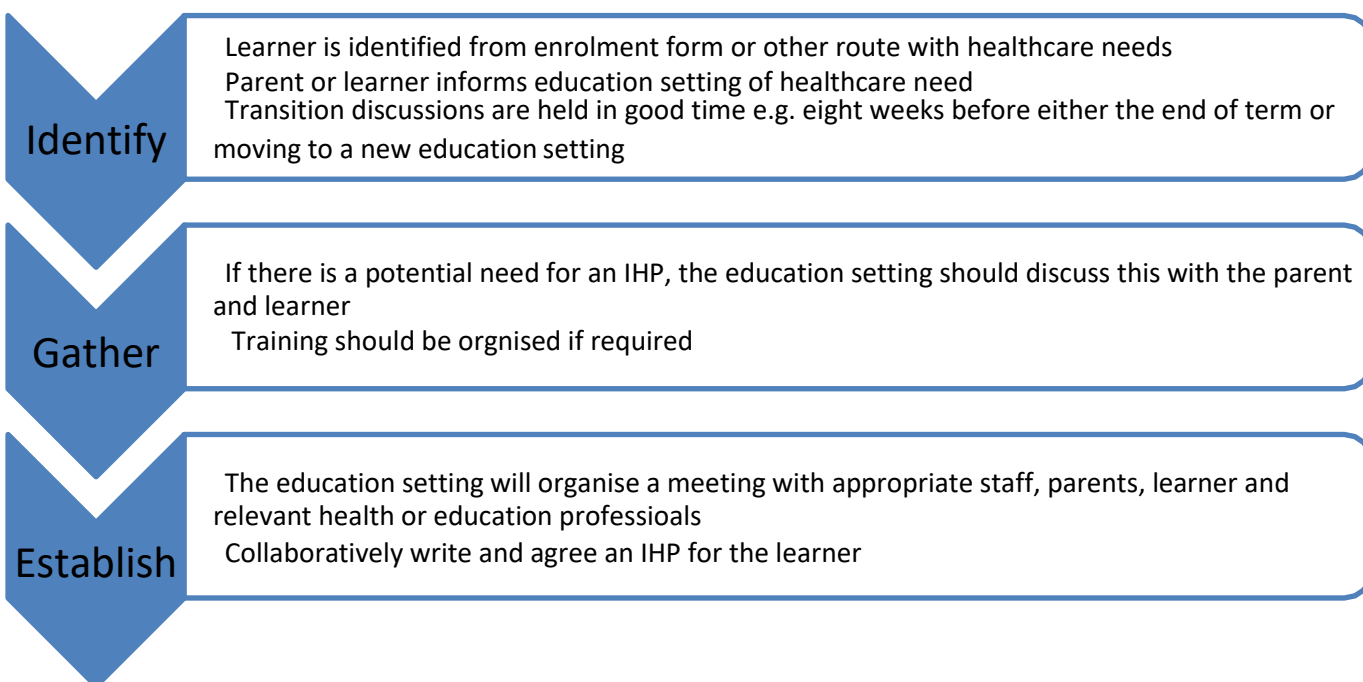 Identify
Learner is identified from enrolment form or other route with healthcare needs
Parent or learner informs education setting of healthcare need
Transition discussions are held in good time e.g. eight weeks before either the end of term or
moving to a new education setting
Gather
If there is a potential need for an IHP, the education setting should discuss this with the parent
and learner
Training should be orgnised if required
Establish
The education setting will organise a meeting with appropriate staff, parents, learner and
relevant health or education professioals
Collaboratively write and agree an IHP for the learner